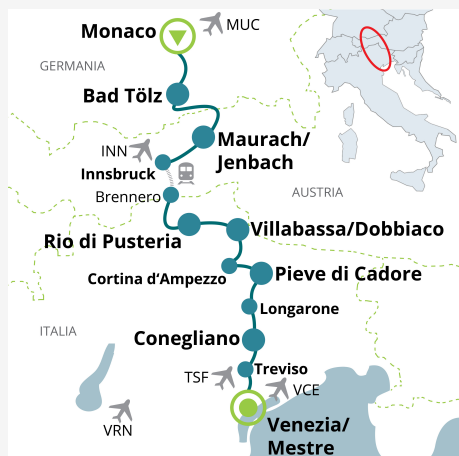 Monaco
MUC
GERMANIA
Bad Tölz
Maurach/
Jenbach
INN
Innsbruck
Brennero
AUSTRIA
Rio di Pusteria
Villabassa/Dobbiaco
Cortina d'Ampezzo
Pieve di Cadore
Longarone
ITALIA
Conegliano
Treviso
TSF
VCE
VRN
Venezia/
Mestre